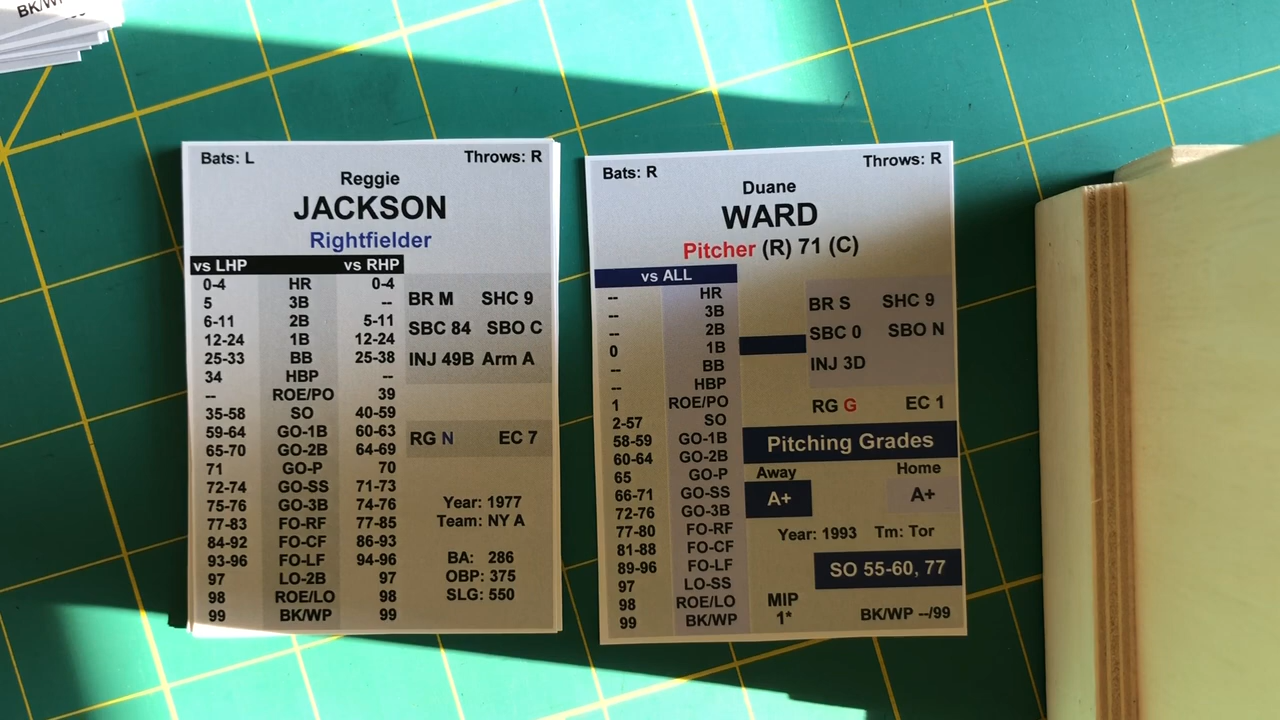 BK/WP
Bats: L Throws: R
Reggie
JACKSON
Rightfielder
vs LHP vs RHP
0-4 HR 0-4
5 3B --
6-11 2B 5-11
12-24 1B 12-24
25-33 BB 25-38
34 HBP --
-- ROE/PO 39
35-58 SO 40-59
59-64 GO-1B 60-63
65-70 GO-2B 64-69
71 GO-P 70
72-74 GO-SS 71-73
75-76 GO-3B 74-76
77-83 FO-RF 77-85
84-92 FO-CF 86-93
93-96 FO-LF 94-96
97 LO-2B 97
98 ROE/LO 98
99 BK/WP 99
BR M SHC 9
SBC 84 SBO C
INJ 49B Arm A
RG N EC 7
Year: 1977
Team: NY A
BA: 286
OBP: 375
SLG: 550
Bats: R Throws: R
Duane
WARD
Pitcher (R) 71 (C)
vs ALL
-- HR
-- 3B
-- 2B
0 1B
-- BB
-- HBP
1 ROE/PO
2-57 SO
58-59 GO-1B
60-64 GO-2B
65 GO-P
66-71 GO-SS
72-76 GO-3B
77-80 FO-RF
81-88 FO-CF
89-96 FO-LF
97 LO-SS
98 ROE/LO
99 BK/WP
BR S SHC 9
SBC 0 SBO N
INJ 3D
RG G EC 1
Pitching Grades
Away Home
A+ A+
Year: 1993 Tm: Tor
SO 55-60, 77
MIP
1* BK/WP --/99